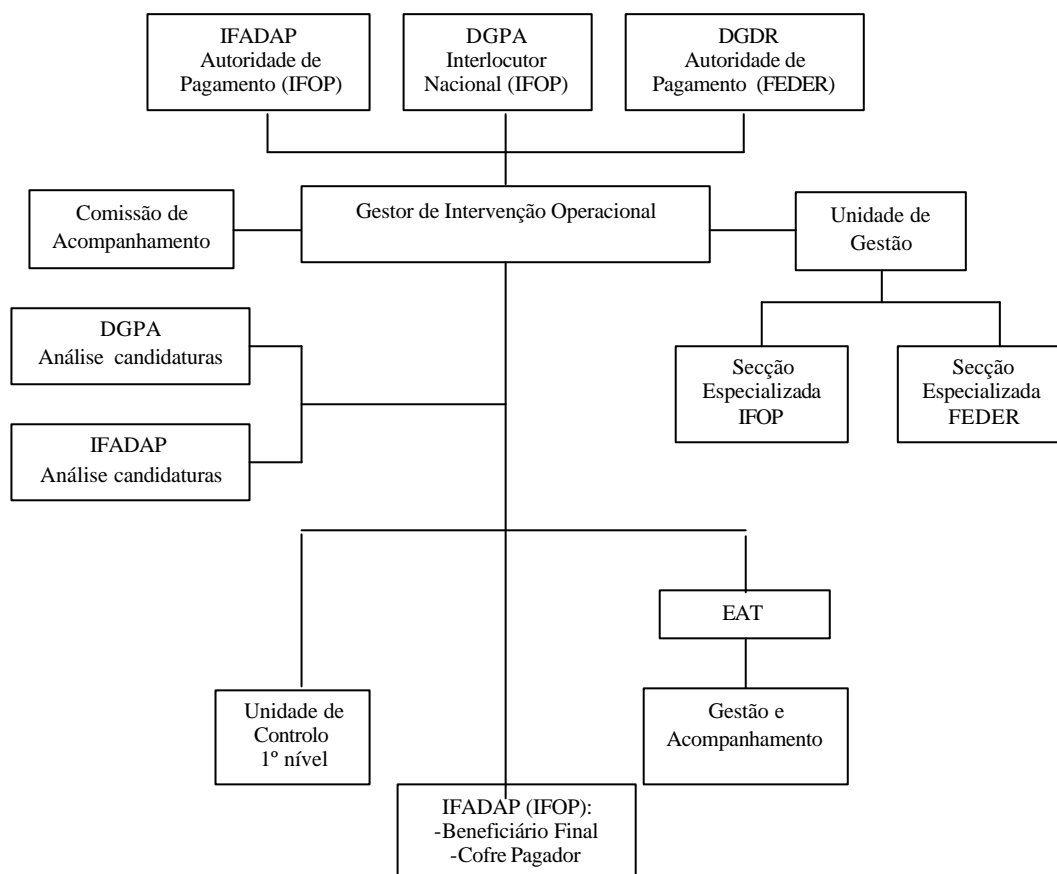 IFADAP
Autoridade de
Pagamento (IFOP)
DGPA
Interlocutor
Nacional (IFOP)
DGDR
Autoridade de
Pagamento (FEDER)
Comissão de
Acompanhamento
Gestor de Intervenção Operacional
Unidade de
Gestão
DGPA
Análise candidaturas
IFADAP
Análise candidaturas
Secção
Especializada
IFOP
Secção
Especializada
FEDER
EAT
Unidade de
Controlo
1º nível
Gestão e
Acompanhamento
IFADAP (IFOP):
-Beneficiário Final
-Cofre Pagador